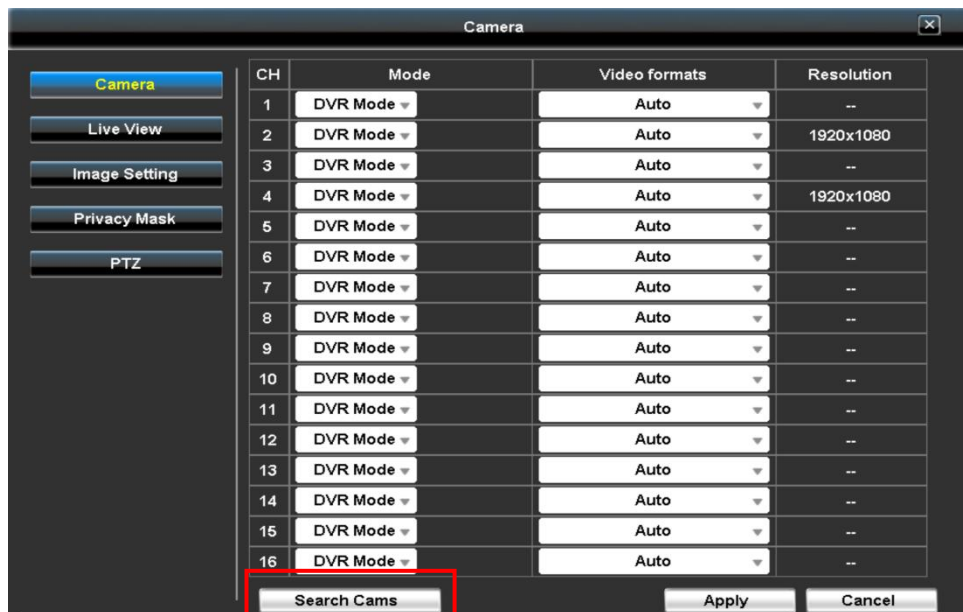 Camera
Camera
Live View
Image Setting
Privacy Mask
PTZ
CH Mode Video formats Resolution
1 DVR Mode Auto --
2 DVR Mode Auto 1920x1080
3 DVR Mode Auto --
4 DVR Mode Auto 1920x1080
5 DVR Mode Auto --
6 DVR Mode Auto --
7 DVR Mode Auto --
8 DVR Mode Auto --
9 DVR Mode Auto --
10 DVR Mode Auto --
11 DVR Mode Auto --
12 DVR Mode Auto --
13 DVR Mode Auto --
14 DVR Mode Auto --
15 DVR Mode Auto --
16 DVR Mode Auto --
Search Cams Apply Cancel